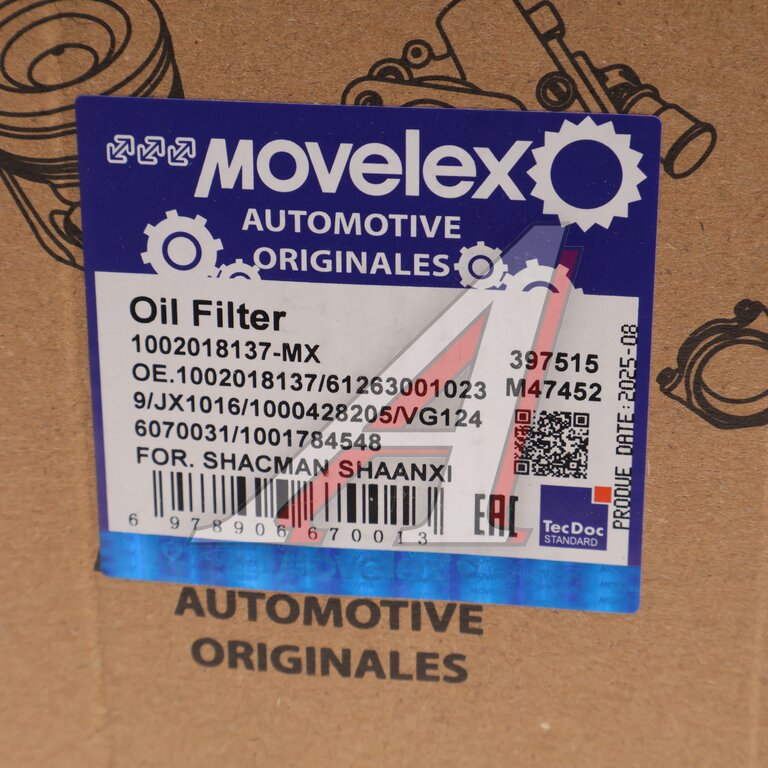 MOVelex
AUTOMOTIVE
ORIGINALES
Oil Filter
1002018137-MX
397515
OE.1002018137/61263001023
M47452
9/JX1016/1000428205/VG124
6070031/1001784548
FOR. SHACMAN SHAANXI
6 978906 670013
EAC
TecDoc
STANDARD
PRODUE DATE:2025-08
MOVelex
AUTOMOTIVE
ORIGINALES